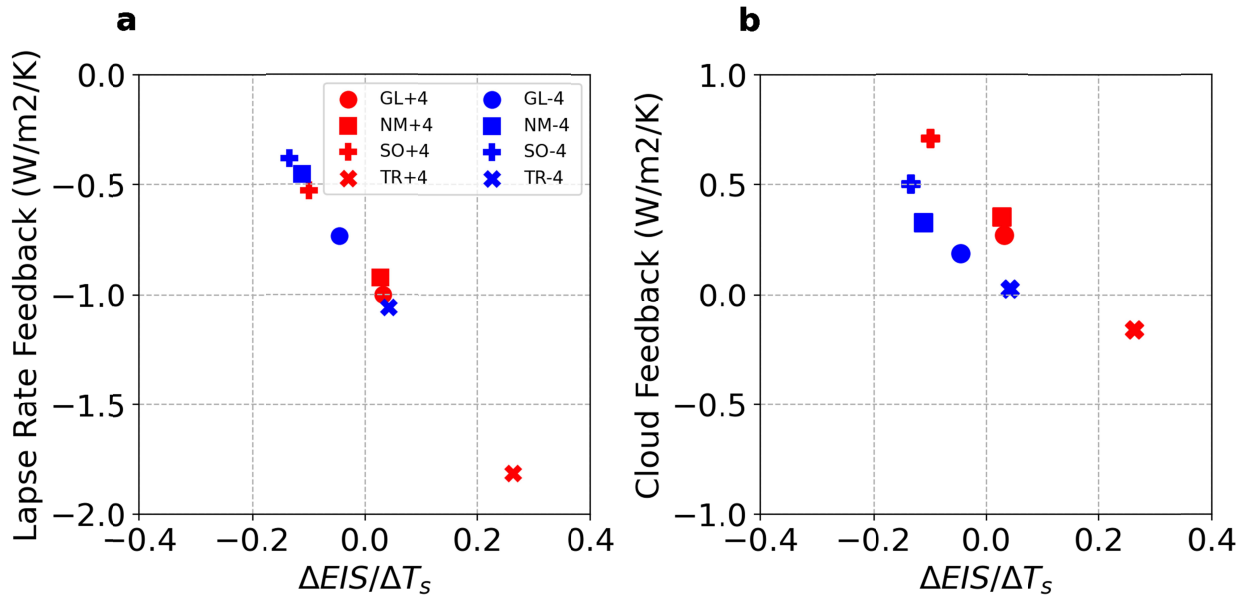 a
b
Lapse Rate Feedback (W/m2/K)
0.0
−0.5
−1.0
−1.5
−2.0
GL+4
NM+4
SO+4
TR+4
GL-4
NM-4
SO-4
TR-4
−0.4
−0.2
0.0
0.2
0.4
ΔEIS/ΔTₛ
Cloud Feedback (W/m2/K)
1.0
0.5
0.0
−0.5
−1.0
−0.4
−0.2
0.0
0.2
0.4
ΔEIS/ΔTₛ